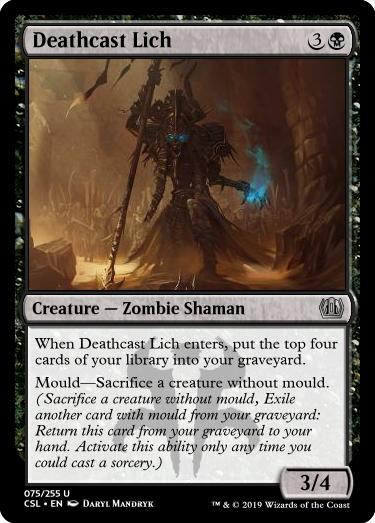 Deathcast Lich 3
Creature — Zombie Shaman
When Deathcast Lich enters, put the top four
cards of your library into your graveyard.
Mould—Sacrifice a creature without mould.
(Sacrifice a creature without mould, Exile
another card with mould from your graveyard:
Return this card from your graveyard to your
hand. Activate this ability only any time you
could cast a sorcery.)
3/4
075/255 U
CSL • EN DARYL MANDRYK ™ & © 2019 Wizards of the Coast